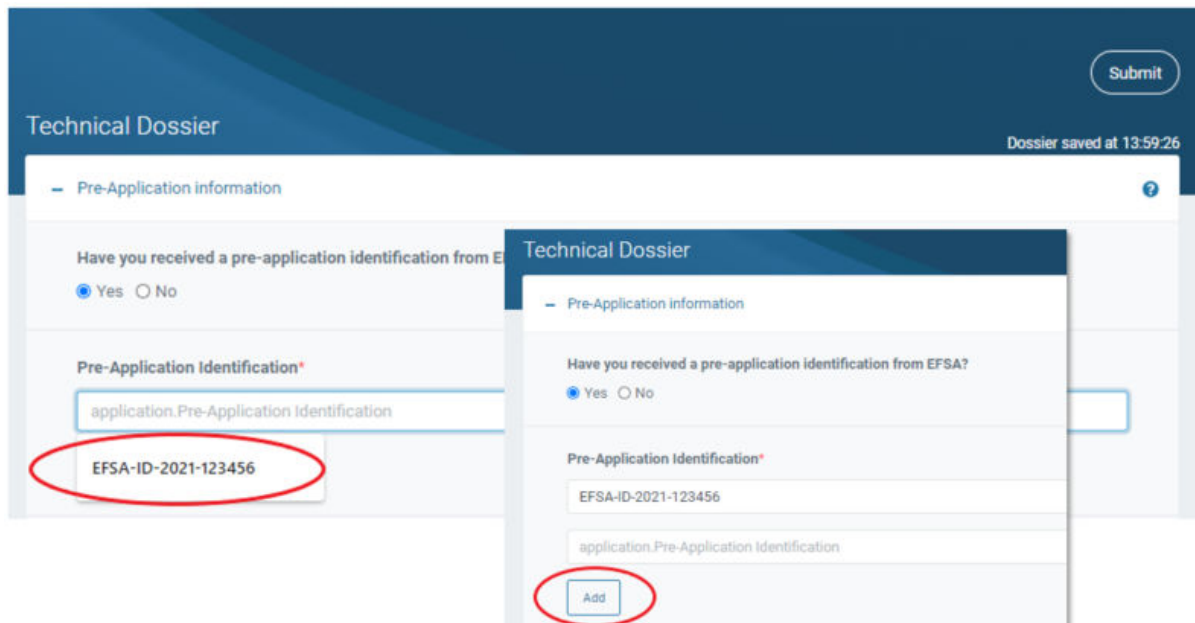 Submit
Technical Dossier
Dossier saved at 13:59:26
– Pre-Application information
?
Have you received a pre-application identification from
Yes No
Pre-Application Identification*
application.Pre-Application Identification
EFSA-ID-2021-123456
Technical Dossier
– Pre-Application information
Have you received a pre-application identification from EFSA?
Yes No
Pre-Application Identification*
EFSA-ID-2021-123456
application.Pre-Application Identification
Add